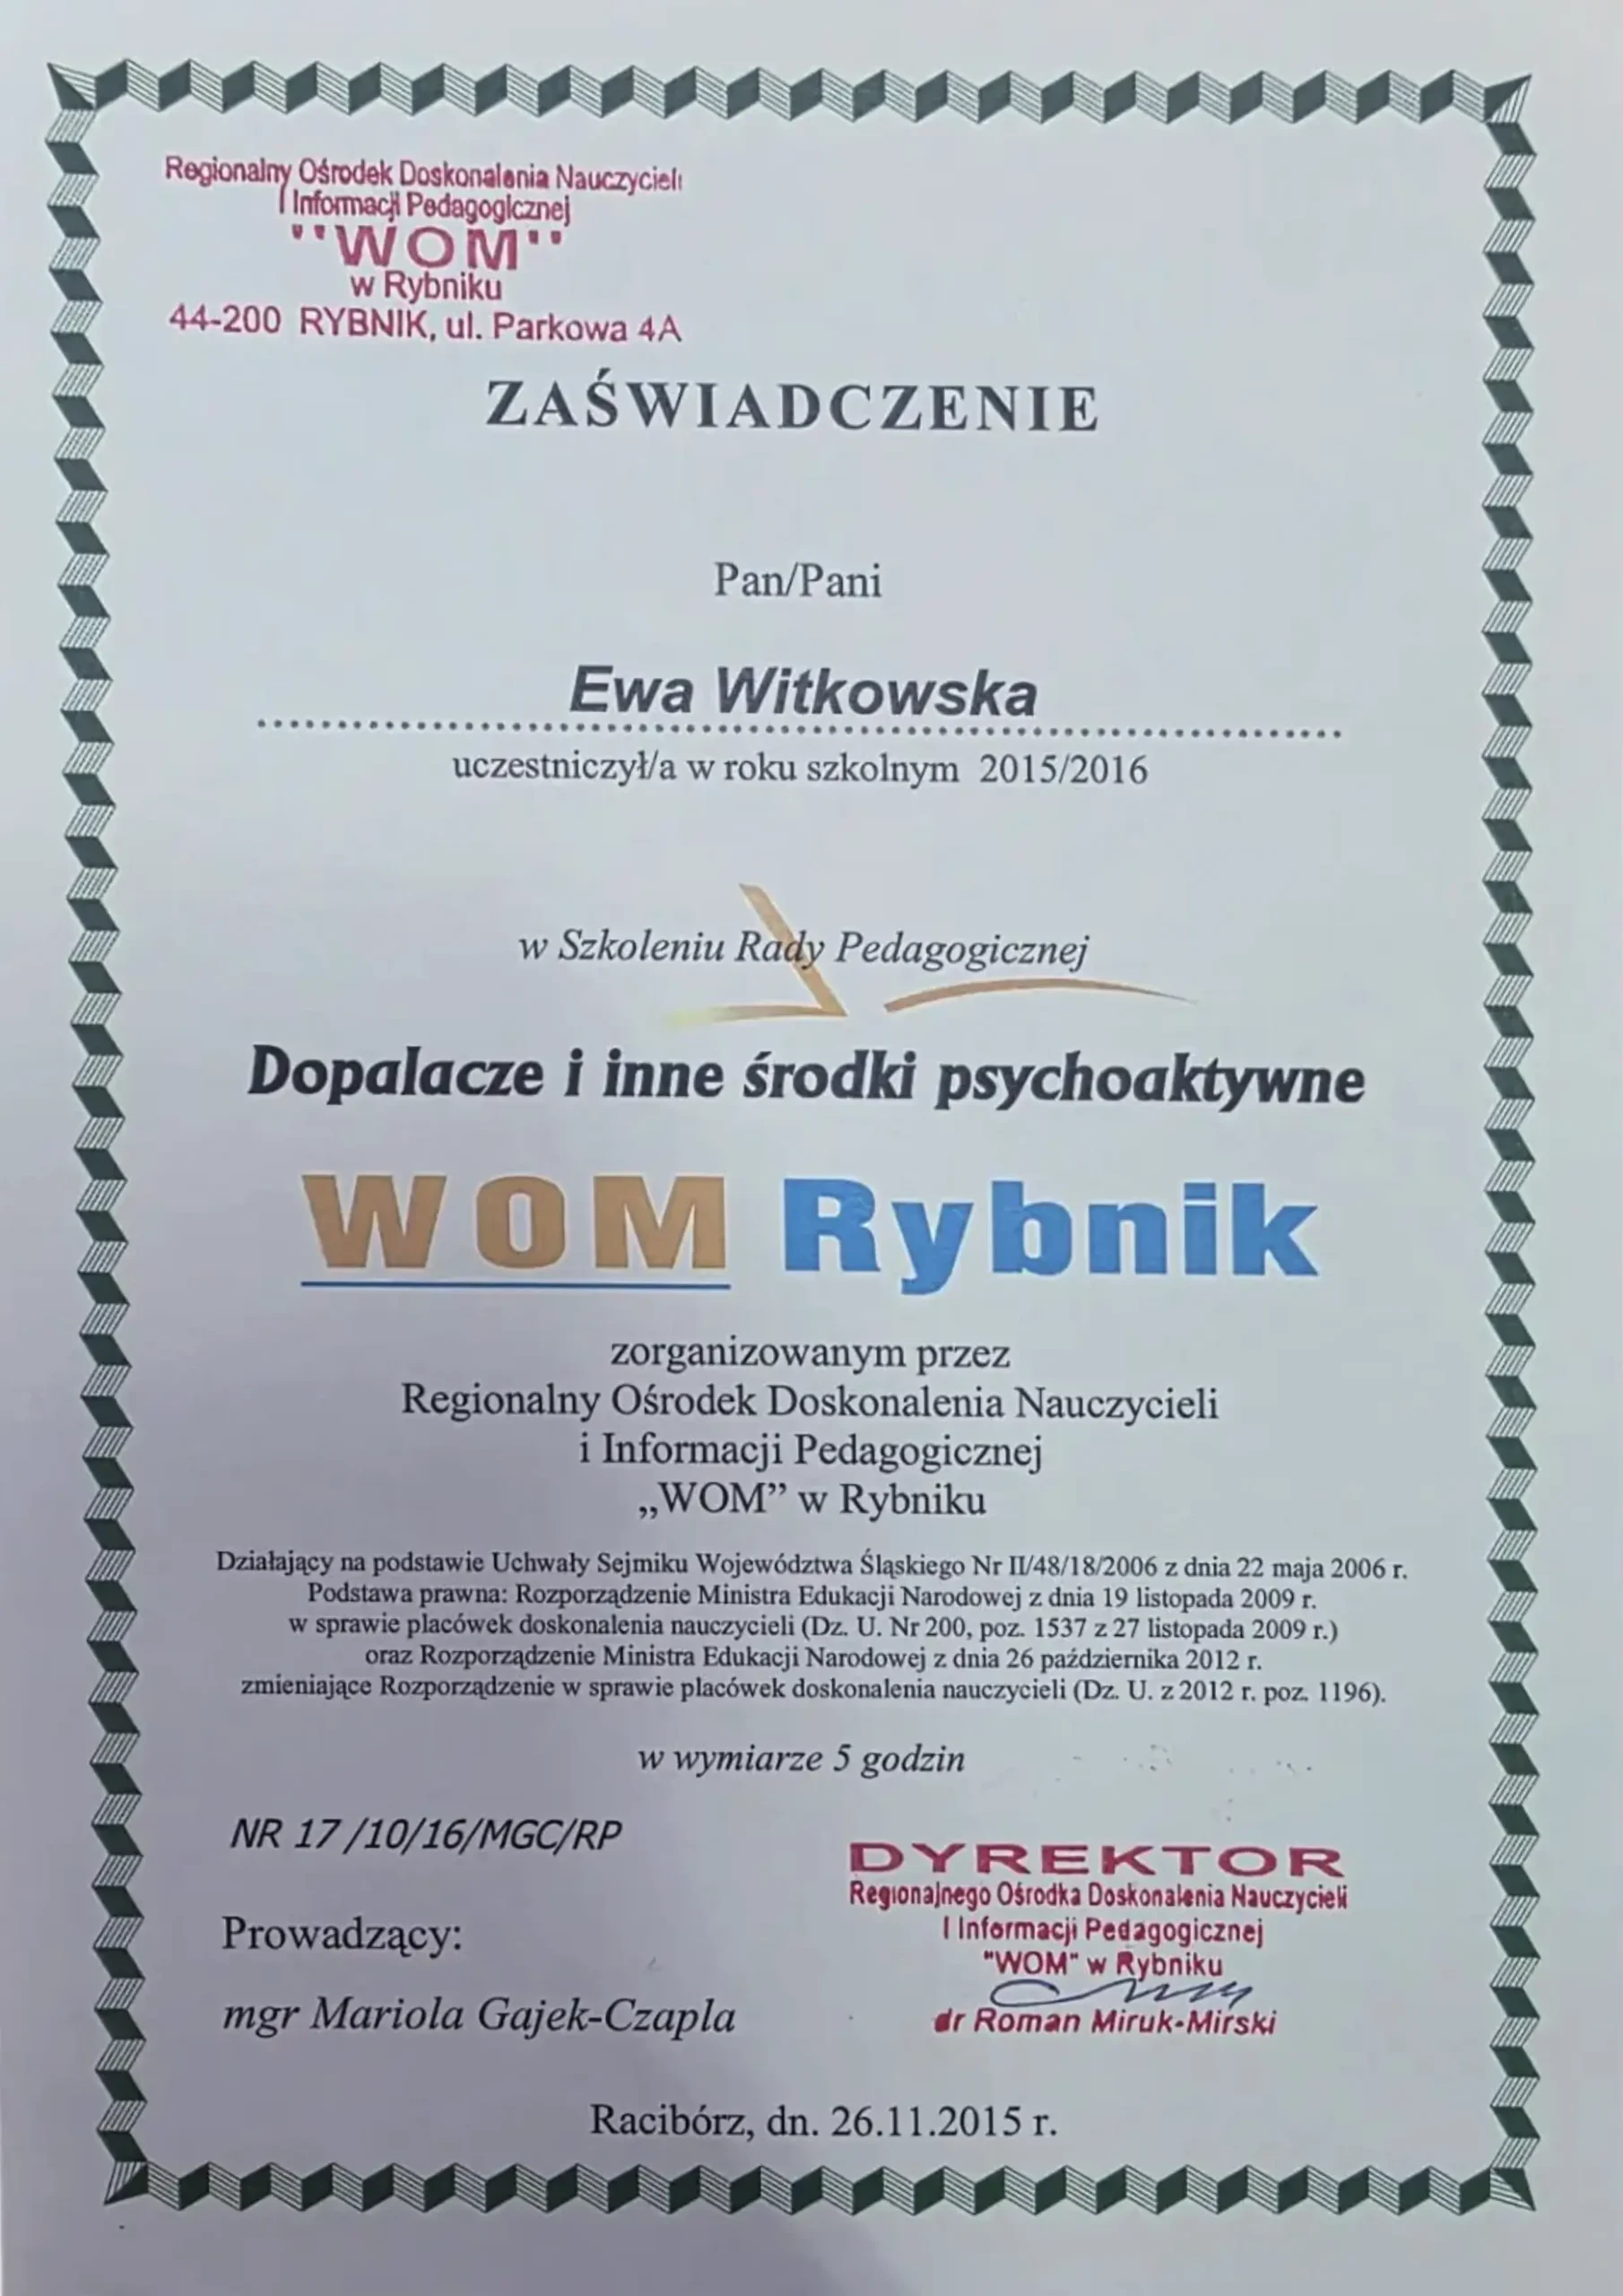 Regionalny Ośrodek Doskonalenia Nauczycieli
i Informacji Pedagogicznej
"WOM"
w Rybniku
44-200 RYBNIK, ul. Parkowa 4A
ZAŚWIADCZENIE
Pan/Pani
Ewa Witkowska
uczestniczył/a w roku szkolnym 2015/2016
w Szkoleniu Rady Pedagogicznej
Dopalacze i inne środki psychoaktywne
WOM Rybnik
zorganizowanym przez
Regionalny Ośrodek Doskonalenia Nauczycieli
i Informacji Pedagogicznej
„WOM” w Rybniku
Działający na podstawie Uchwały Sejmiku Województwa Śląskiego Nr II/48/18/2006 z dnia 22 maja 2006 r.
Podstawa prawna: Rozporządzenie Ministra Edukacji Narodowej z dnia 19 listopada 2009 r.
w sprawie placówek doskonalenia nauczycieli (Dz. U. Nr 200, poz. 1537 z 27 listopada 2009 r.)
oraz Rozporządzenie Ministra Edukacji Narodowej z dnia 26 października 2012 r.
zmieniające Rozporządzenie w sprawie placówek doskonalenia nauczycieli (Dz. U. z 2012 r. poz. 1196).
w wymiarze 5 godzin
NR 17 /10/16/MGC/RP
DYREKTOR
Regionalnego Ośrodka Doskonalenia Nauczycieli
i Informacji Pedagogicznej
"WOM" w Rybniku
dr Roman Miruk-Mirski
Prowadzący:
mgr Mariola Gajek-Czapla
Racibórz, dn. 26.11.2015 r.